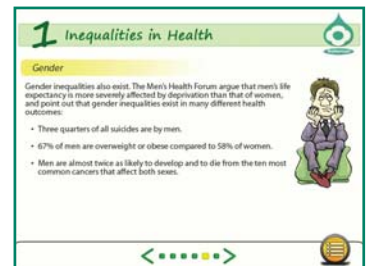 1 Inequalities in Health
Gender
Gender inequalities also exist. The Men's Health Forum argue that men's life
expectancy is more severely affected by deprivation than that of women,
and point out that gender inequalities exist in many different health
outcomes:
• Three quarters of all suicides are by men.
• 67% of men are overweight or obese compared to 58% of women.
• Men are almost twice as likely to develop and to die from the ten most
common cancers that affect both sexes.